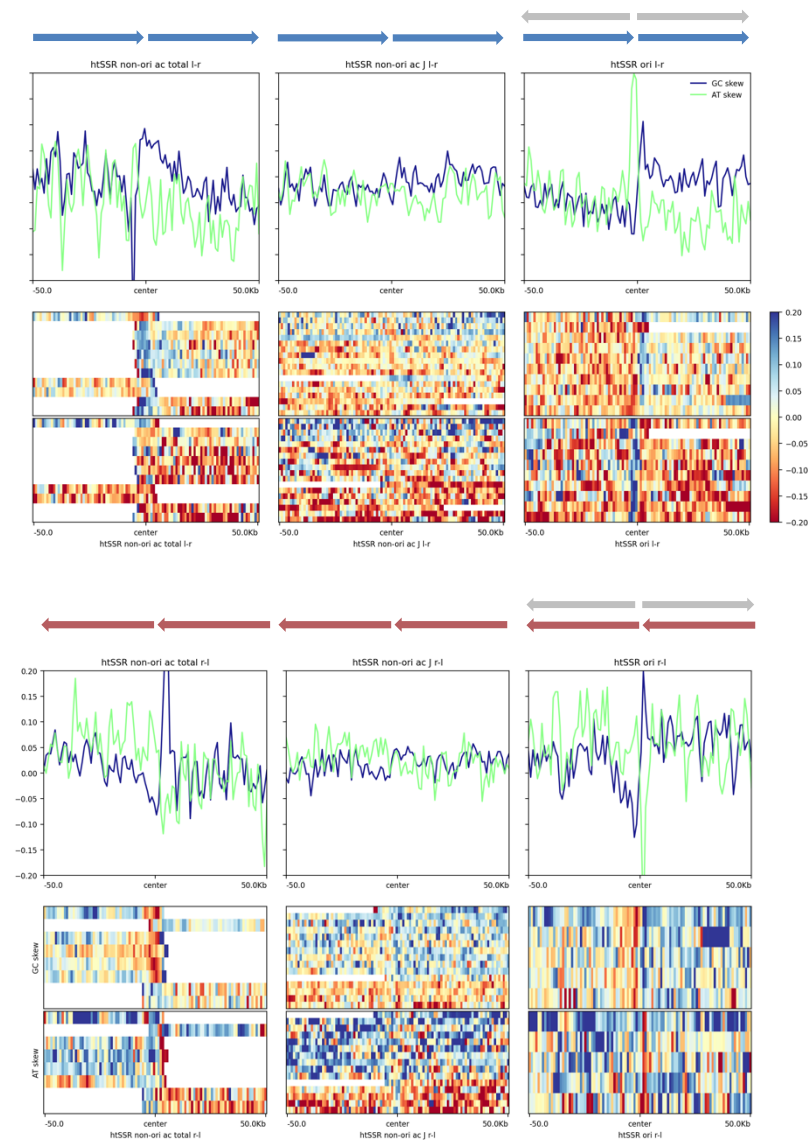 htSSR non-ori ac total l-r
htSSR non-ori ac J l-r
htSSR ori l-r
GC skew
AT skew
-50.0
center
50.0Kb
-50.0
center
50.0Kb
-50.0
center
50.0Kb
0.20
0.15
0.10
0.05
0.00
−0.05
−0.10
−0.15
−0.20
-50.0
center
50.0Kb
-50.0
center
50.0Kb
-50.0
center
50.0Kb
htSSR non-ori ac total l-r
htSSR non-ori ac J l-r
htSSR ori l-r
htSSR non-ori ac total r-l
htSSR non-ori ac J r-l
htSSR ori r-l
0.20
0.15
0.10
0.05
0.00
−0.05
−0.10
−0.15
−0.20
-50.0
center
50.0Kb
-50.0
center
50.0Kb
-50.0
center
50.0Kb
GC skew
AT skew
-50.0
center
50.0Kb
-50.0
center
50.0Kb
-50.0
center
50.0Kb
htSSR non-ori ac total r-l
htSSR non-ori ac J r-l
htSSR ori r-l